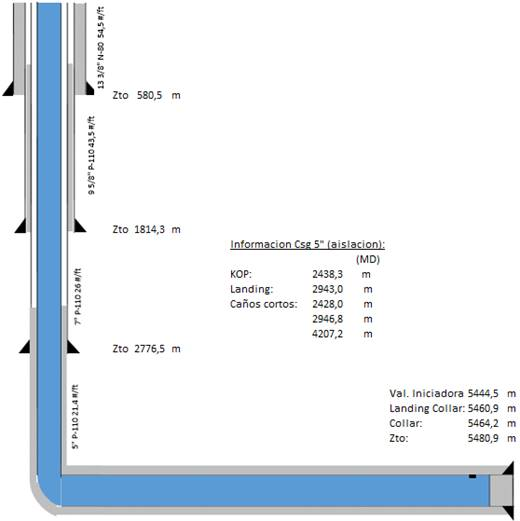 13 3/8" N-80 54,5 #/ft
Zto 580,5 m
9 5/8" P-110 43,5 #/ft
Zto 1814,3 m
Informacion Csg 5" (aislacion):
(MD)
KOP: 2438,3 m
Landing: 2943,0 m
Caños cortos: 2428,0 m
2946,8 m
4207,2 m
7" P-110 26 #/ft
Zto 2776,5 m
5" P-110 21,4 #/ft
Val. Iniciadora 5444,5 m
Landing Collar: 5460,9 m
Collar: 5464,2 m
Zto: 5480,9 m